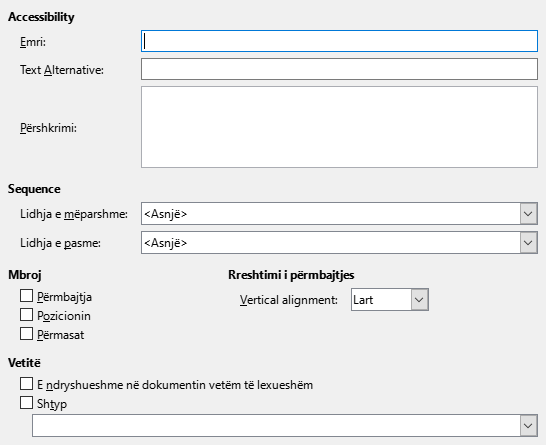 Accessibility
Emri:
Text Alternative:
Përshkrimi:
Sequence
Lidhja e mëparshme: <Asnjë>
Lidhja e pasme: <Asnjë>
Mbroj Rreshtimi i përmbajtjes
Përmbajtja Vertical alignment: Lart
Pozicionin
Përmasat
Vetitë
E ndryshueshme në dokumentin vetëm të lexueshëm
Shtyp